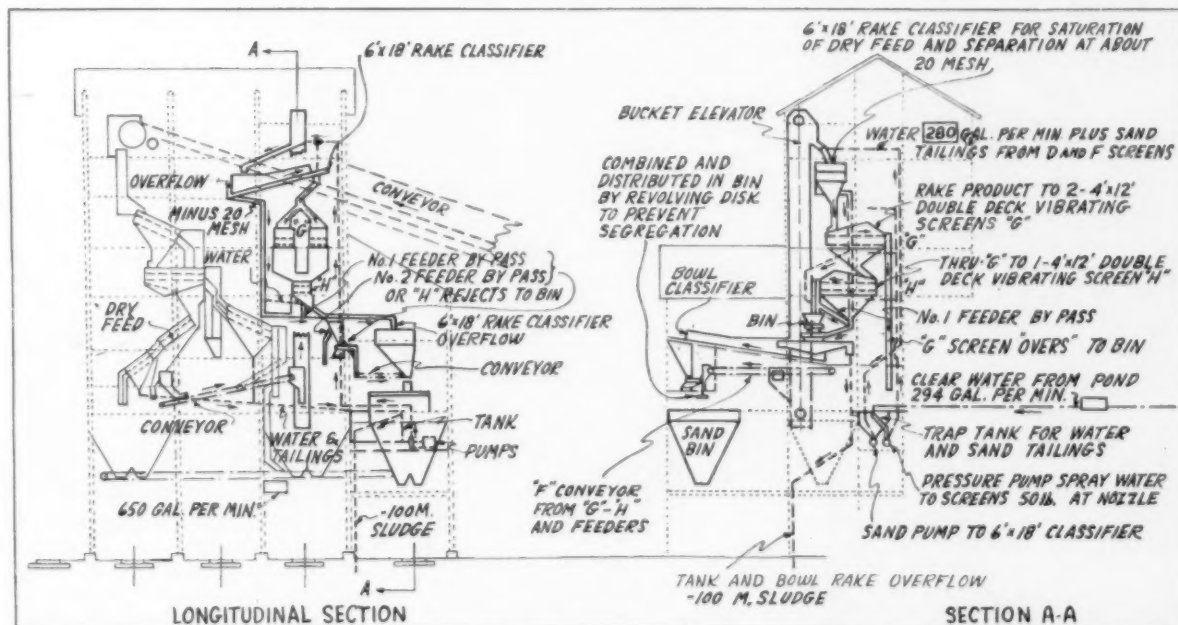 A
6'x18' RAKE CLASSIFIER
OVERFLOW
MINUS 20
MESH
"G"
CONVEYOR
WATER
"H"
No.1 FEEDER BY PASS
No.2 FEEDER BY PASS
OR "H" REJECTS TO BIN
6'x18' RAKE CLASSIFIER
OVERFLOW
DRY
FEED
CONVEYOR
CONVEYOR
WATER &
TAILINGS
TANK
PUMPS
650 GAL. PER MIN.
-100 M.
SLUDGE
A
LONGITUDINAL SECTION
6'x18' RAKE CLASSIFIER FOR SATURATION
OF DRY FEED AND SEPARATION AT ABOUT
20 MESH
BUCKET ELEVATOR
WATER 280 GAL. PER MIN PLUS SAND
TAILINGS FROM D AND F SCREENS
COMBINED AND
DISTRIBUTED IN BIN
BY REVOLVING DISK
TO PREVENT
SEGREGATION
RAKE PRODUCT TO 2-4'x12'
DOUBLE DECK VIBRATING
SCREENS "G"
"G"
THRU "G" TO 1-4'x12' DOUBLE
DECK VIBRATING SCREEN "H"
"H"
BOWL
CLASSIFIER
BIN
No.1 FEEDER BY PASS
"G" SCREEN OVERS" TO BIN
CLEAR WATER FROM POND
294 GAL. PER MIN.
SAND
BIN
TRAP TANK FOR WATER
AND SAND TAILINGS
PRESSURE PUMP SPRAY WATER
TO SCREENS 50 lb. AT NOZZLE
"F" CONVEYOR
FROM "G"-"H"
AND FEEDERS
SAND PUMP TO 6'x18' CLASSIFIER
TANK AND BOWL RAKE OVERFLOW
-100 M. SLUDGE
SECTION A-A